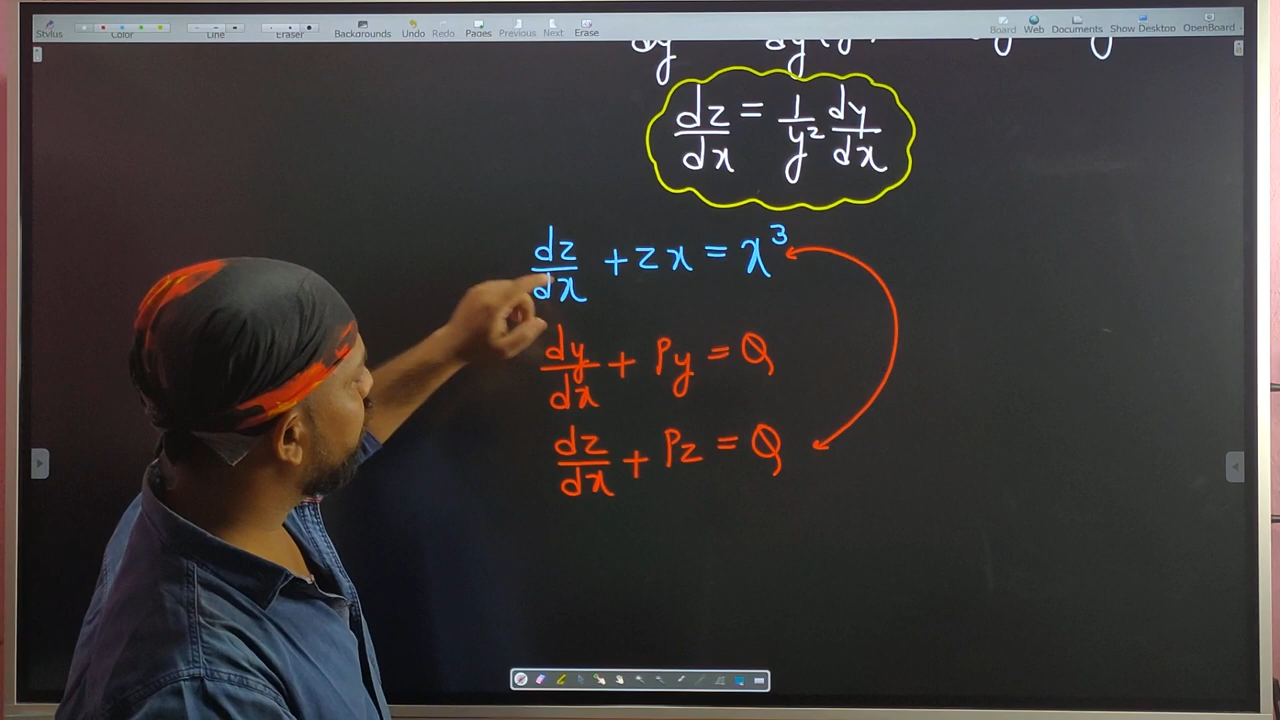 Stylus Color Line Eraser Backgrounds Undo Redo Pages Previous Next Erase Board Web Documents Show Desktop OpenBoard
dz/dx = 1/y² dy/dx
dz/dx + zx = x³
dy/dx + Py = Q
dz/dx + Pz = Q